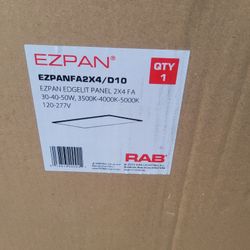 EZPAN®
QTY
1
EZPANFA2X4/D10
EZPAN EDGELIT PANEL 2X4 FA
30-40-50W, 3500K-4000K-5000K
120-277V
RAB®